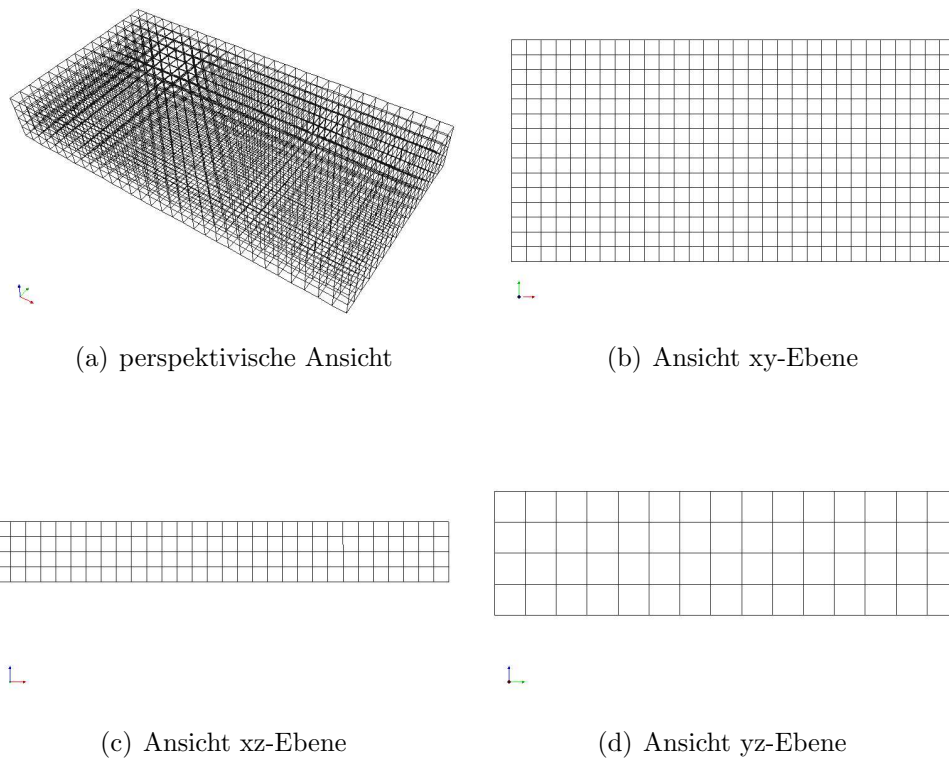 (a) perspektivische Ansicht
(b) Ansicht xy-Ebene
(c) Ansicht xz-Ebene
(d) Ansicht yz-Ebene